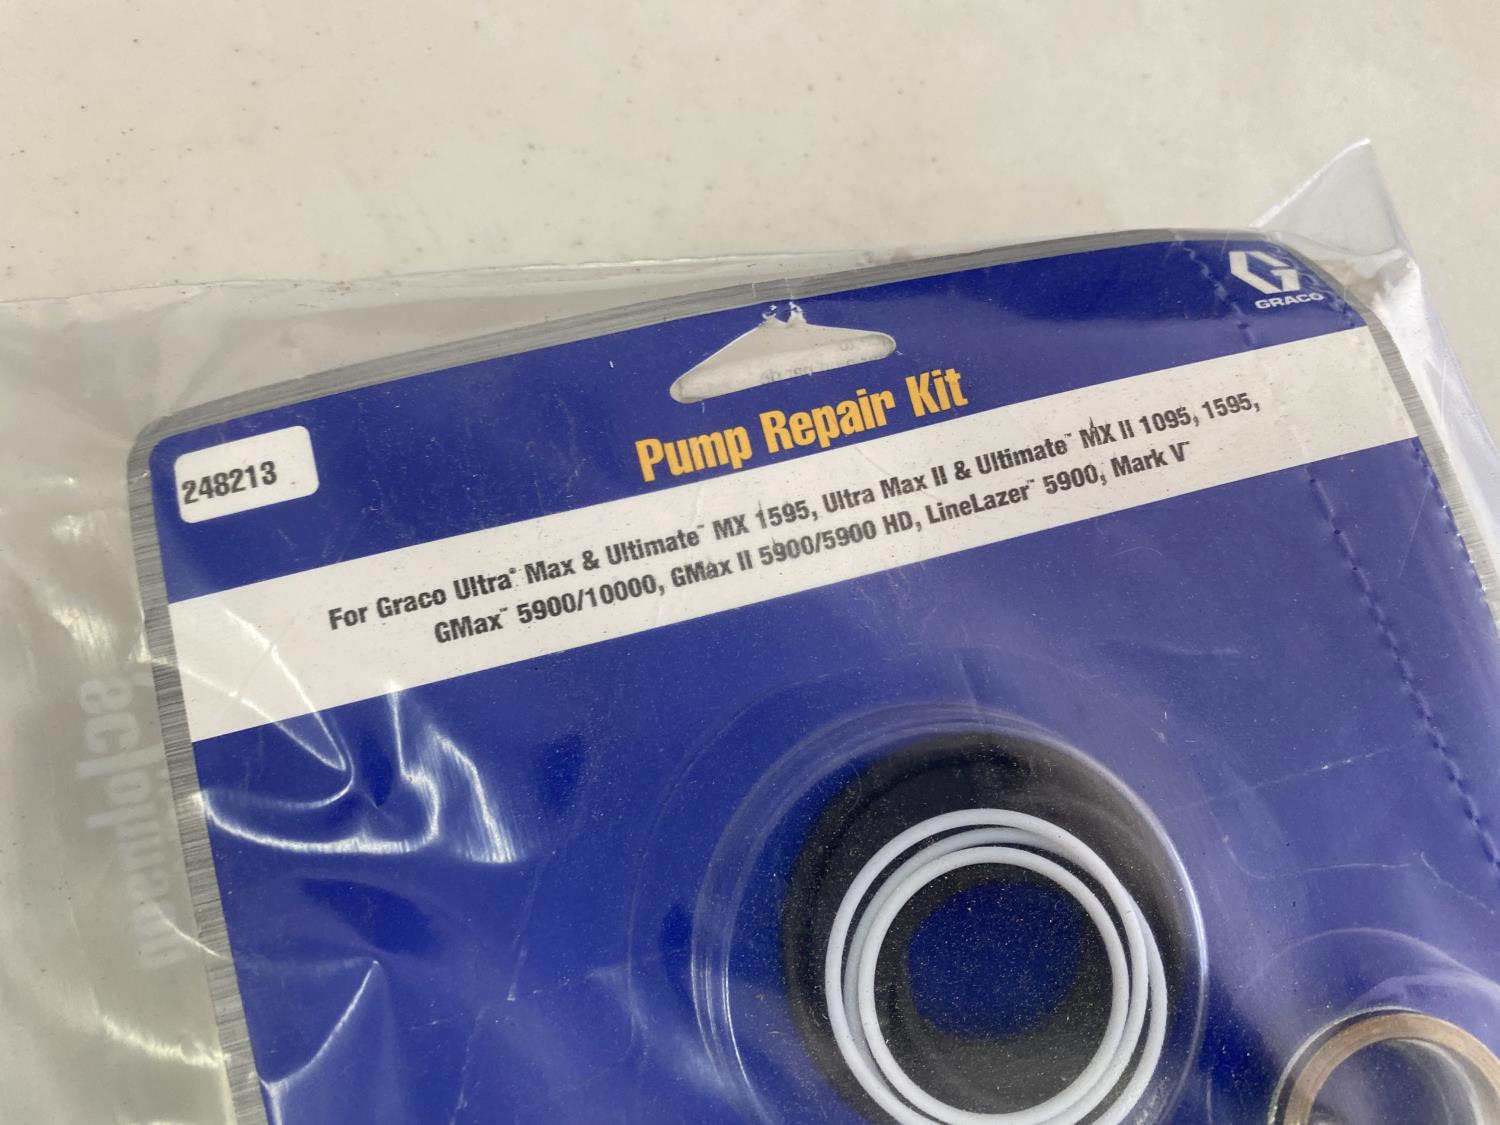 GRACO
248213
Pump Repair Kit
For Graco Ultra® Max & Ultimate™ MX 1595, Ultra Max II & Ultimate™ MX II 1095, 1595,
GMax™ 5900/10000, GMax II 5900/5900 HD, LineLazer™ 5900, Mark V™